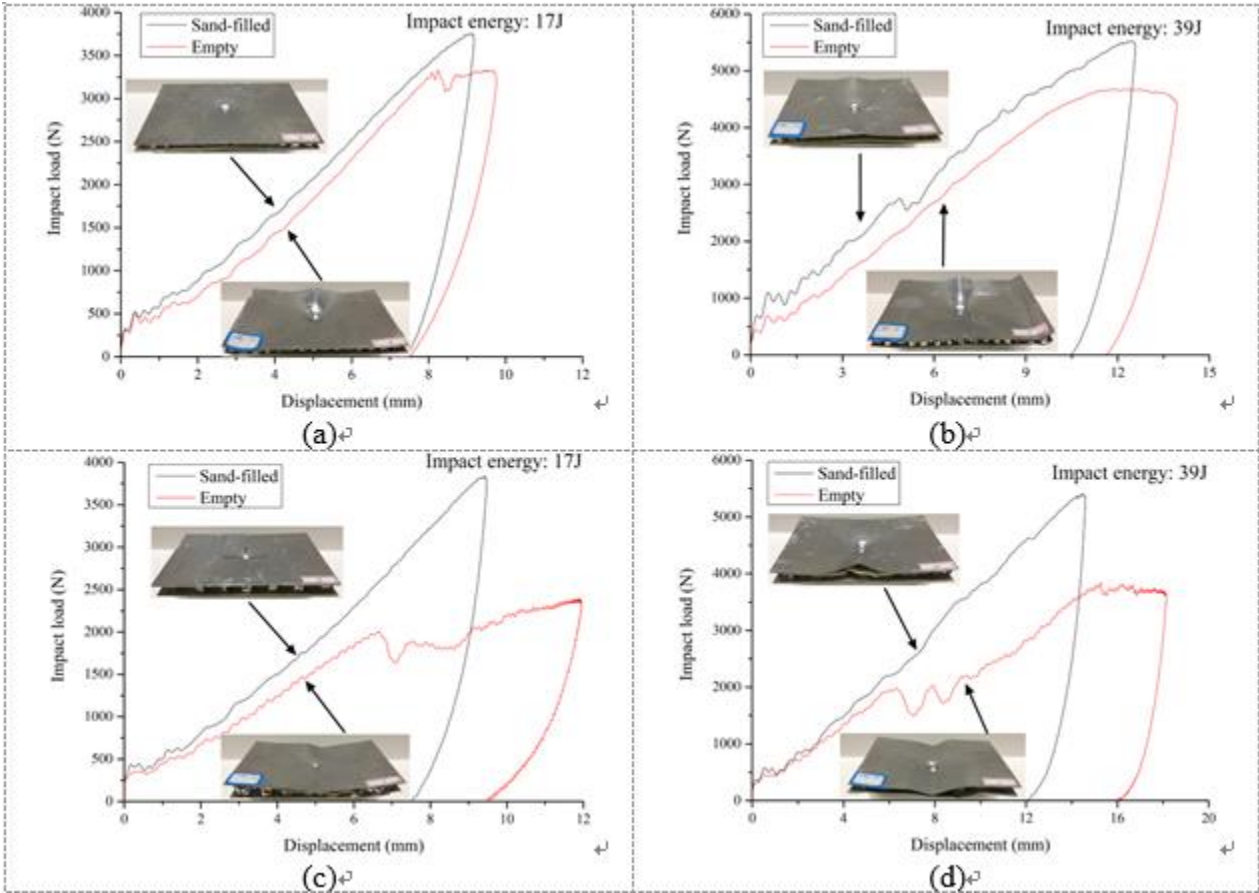 Impact energy: 17J
Sand-filled
Empty
4000
3500
3000
2500
2000
1500
1000
500
0
Impact load (N)
0 2 4 6 8 10 12
Displacement (mm)
(a)
Impact energy: 39J
Sand-filled
Empty
6000
5000
4000
3000
2000
1000
0
Impact load (N)
0 3 6 9 12 15
Displacement (mm)
(b)
Impact energy: 17J
Sand-filled
Empty
4000
3500
3000
2500
2000
1500
1000
500
0
Impact load (N)
0 2 4 6 8 10 12
Displacement (mm)
(c)
Impact energy: 39J
Sand-filled
Empty
6000
5000
4000
3000
2000
1000
0
Impact load (N)
0 4 8 12 16 20
Displacement (mm)
(d)